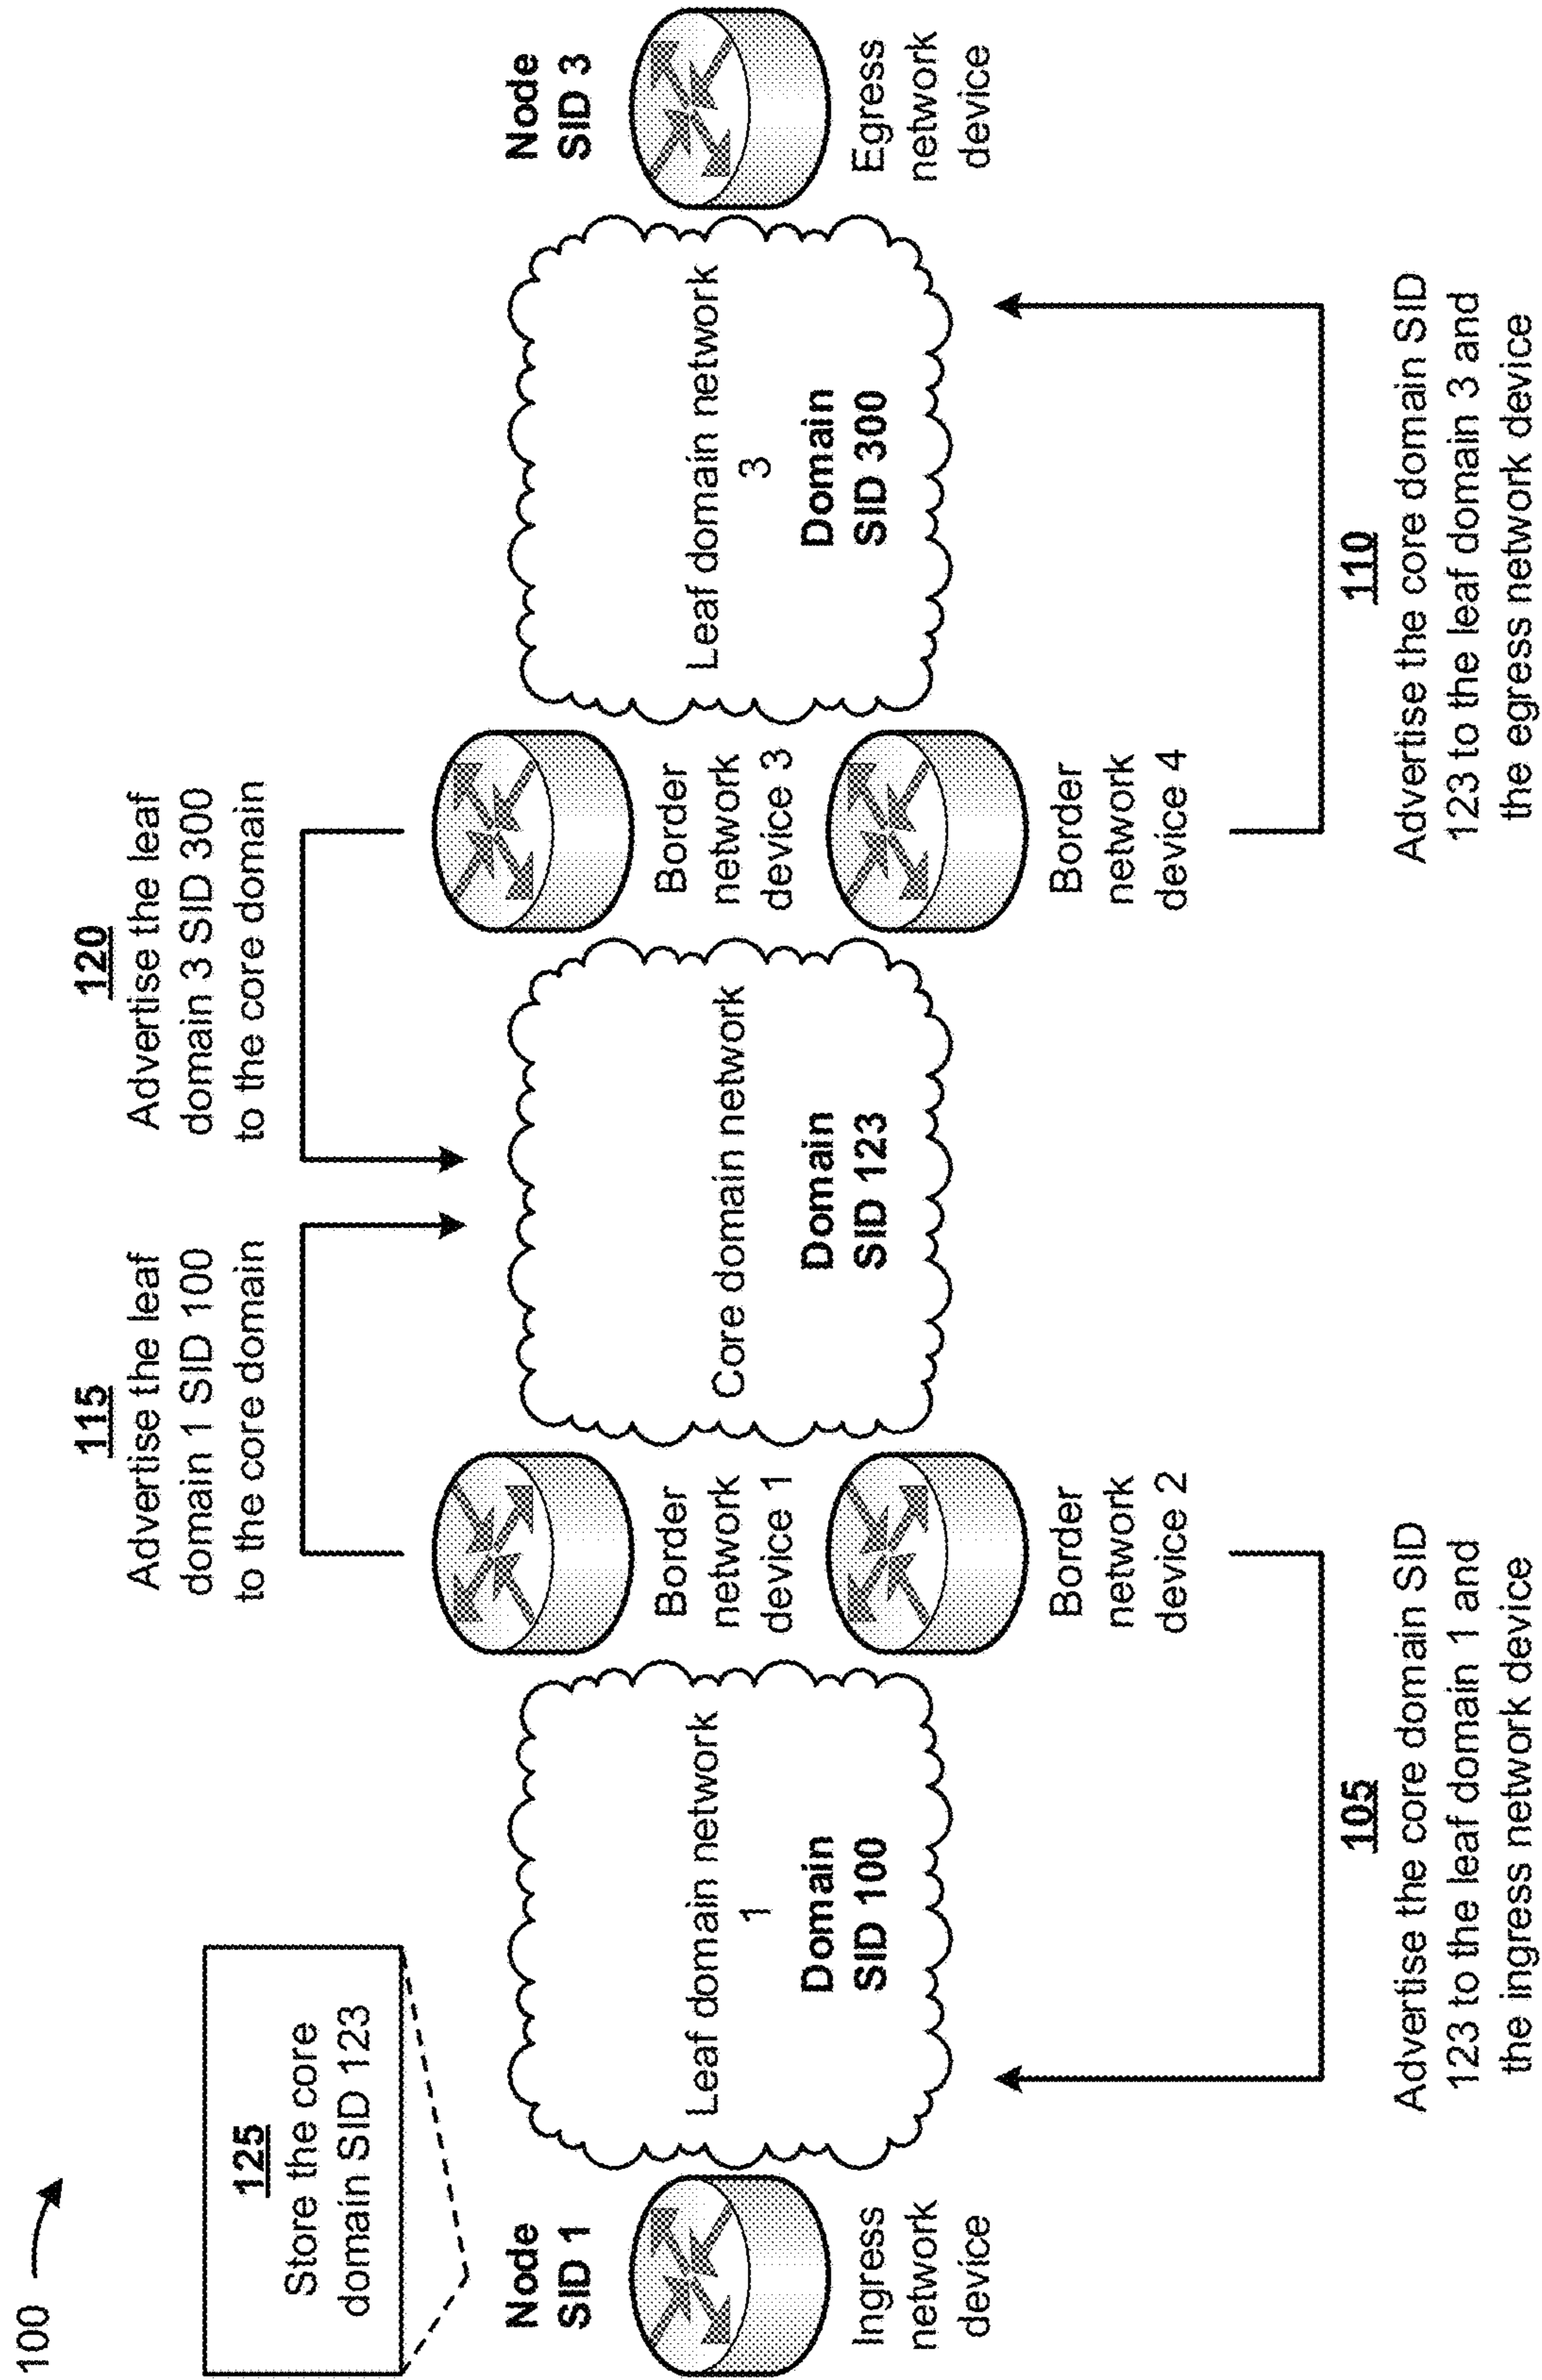 100
125
Store the core
domain SID 123
115
Advertise the leaf
domain 1 SID 100
to the core domain
120
Advertise the leaf
domain 3 SID 300
to the core domain
Node
SID 1
Ingress
network
device
Leaf domain network
1
Domain
SID 100
Border
network
device 1
Border
network
device 2
Core domain network
Domain
SID 123
Border
network
device 3
Border
network
device 4
Leaf domain network
3
Domain
SID 300
Node
SID 3
Egress
network
device
105
Advertise the core domain SID
123 to the leaf domain 1 and
the ingress network device
110
Advertise the core domain SID
123 to the leaf domain 3 and
the egress network device